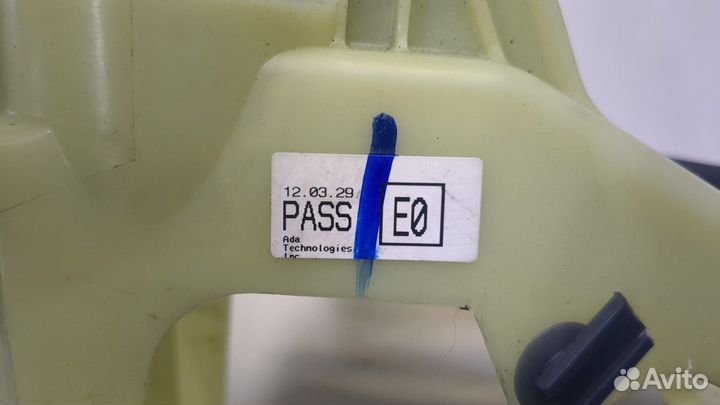 12.03.29
PASS
E0
Ada
Technologies
Inc
Avito